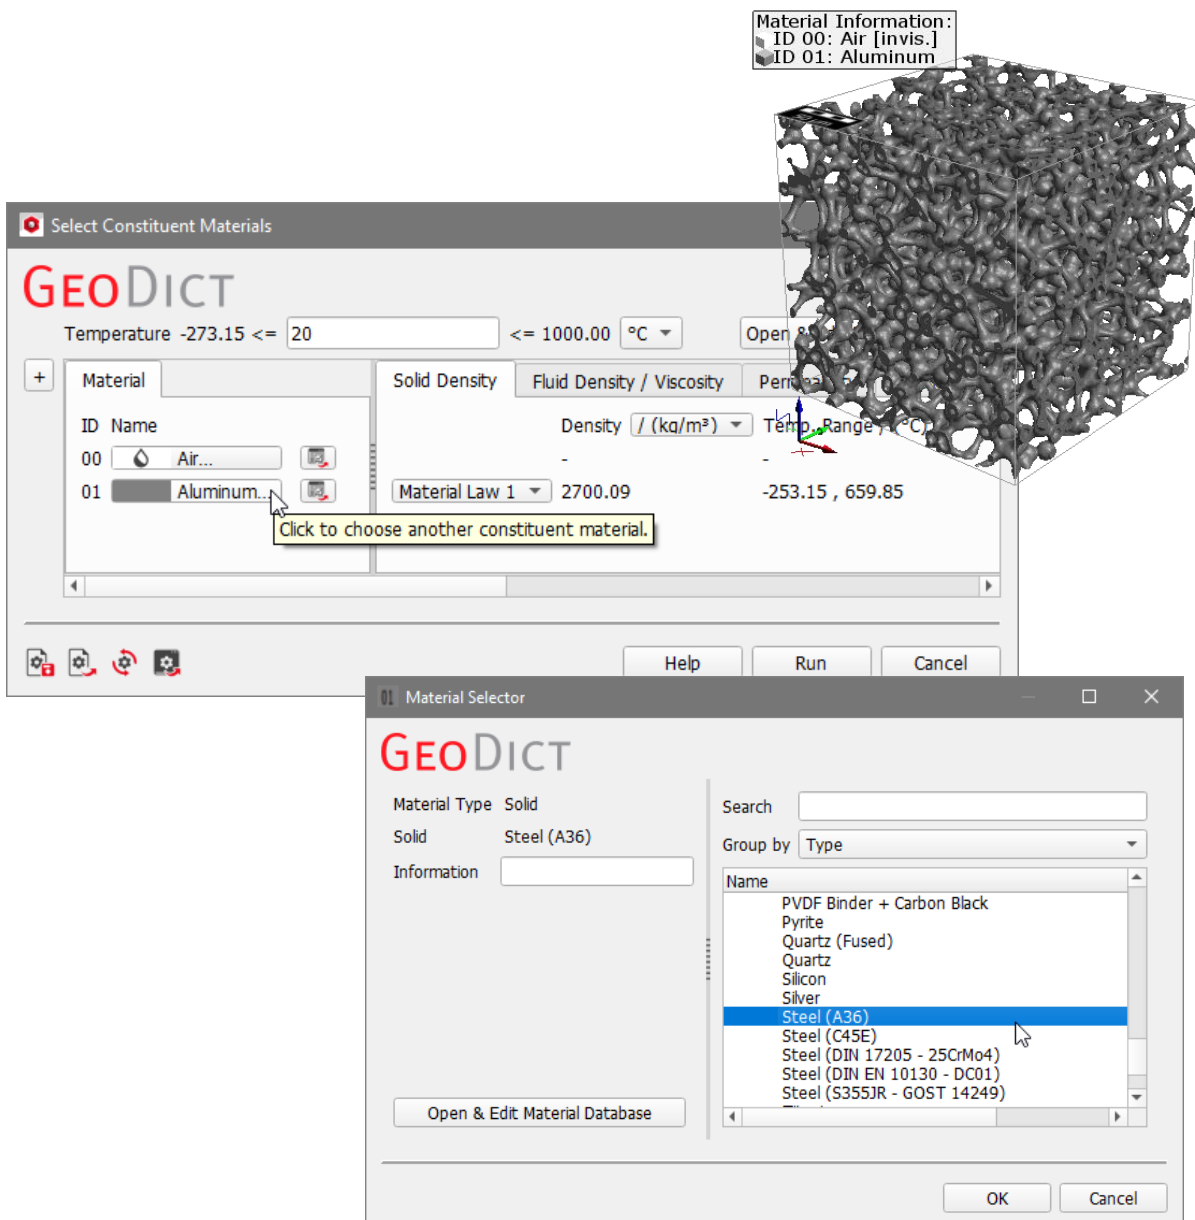 Material Information:
ID 00: Air [invis.]
ID 01: Aluminum
Select Constituent Materials
GEODICT
Temperature -273.15 <= 20 <= 1000.00 °C Open &
+ Material Solid Density Fluid Density / Viscosity
ID Name Density / (kg/m³) Temp. Range / (°C)
00 Air... - -
01 Aluminum... Material Law 1 2700.09 -253.15 , 659.85
Click to choose another constituent material.
Help Run Cancel
01 Material Selector
GEODICT
Material Type Solid
Solid Steel (A36)
Information
Open & Edit Material Database
Search
Group by Type
Name
PVDF Binder + Carbon Black
Pyrite
Quartz (Fused)
Quartz
Silicon
Silver
Steel (A36)
Steel (C45E)
Steel (DIN 17205 - 25CrMo4)
Steel (DIN EN 10130 - DC01)
Steel (S355JR - GOST 14249)
OK Cancel